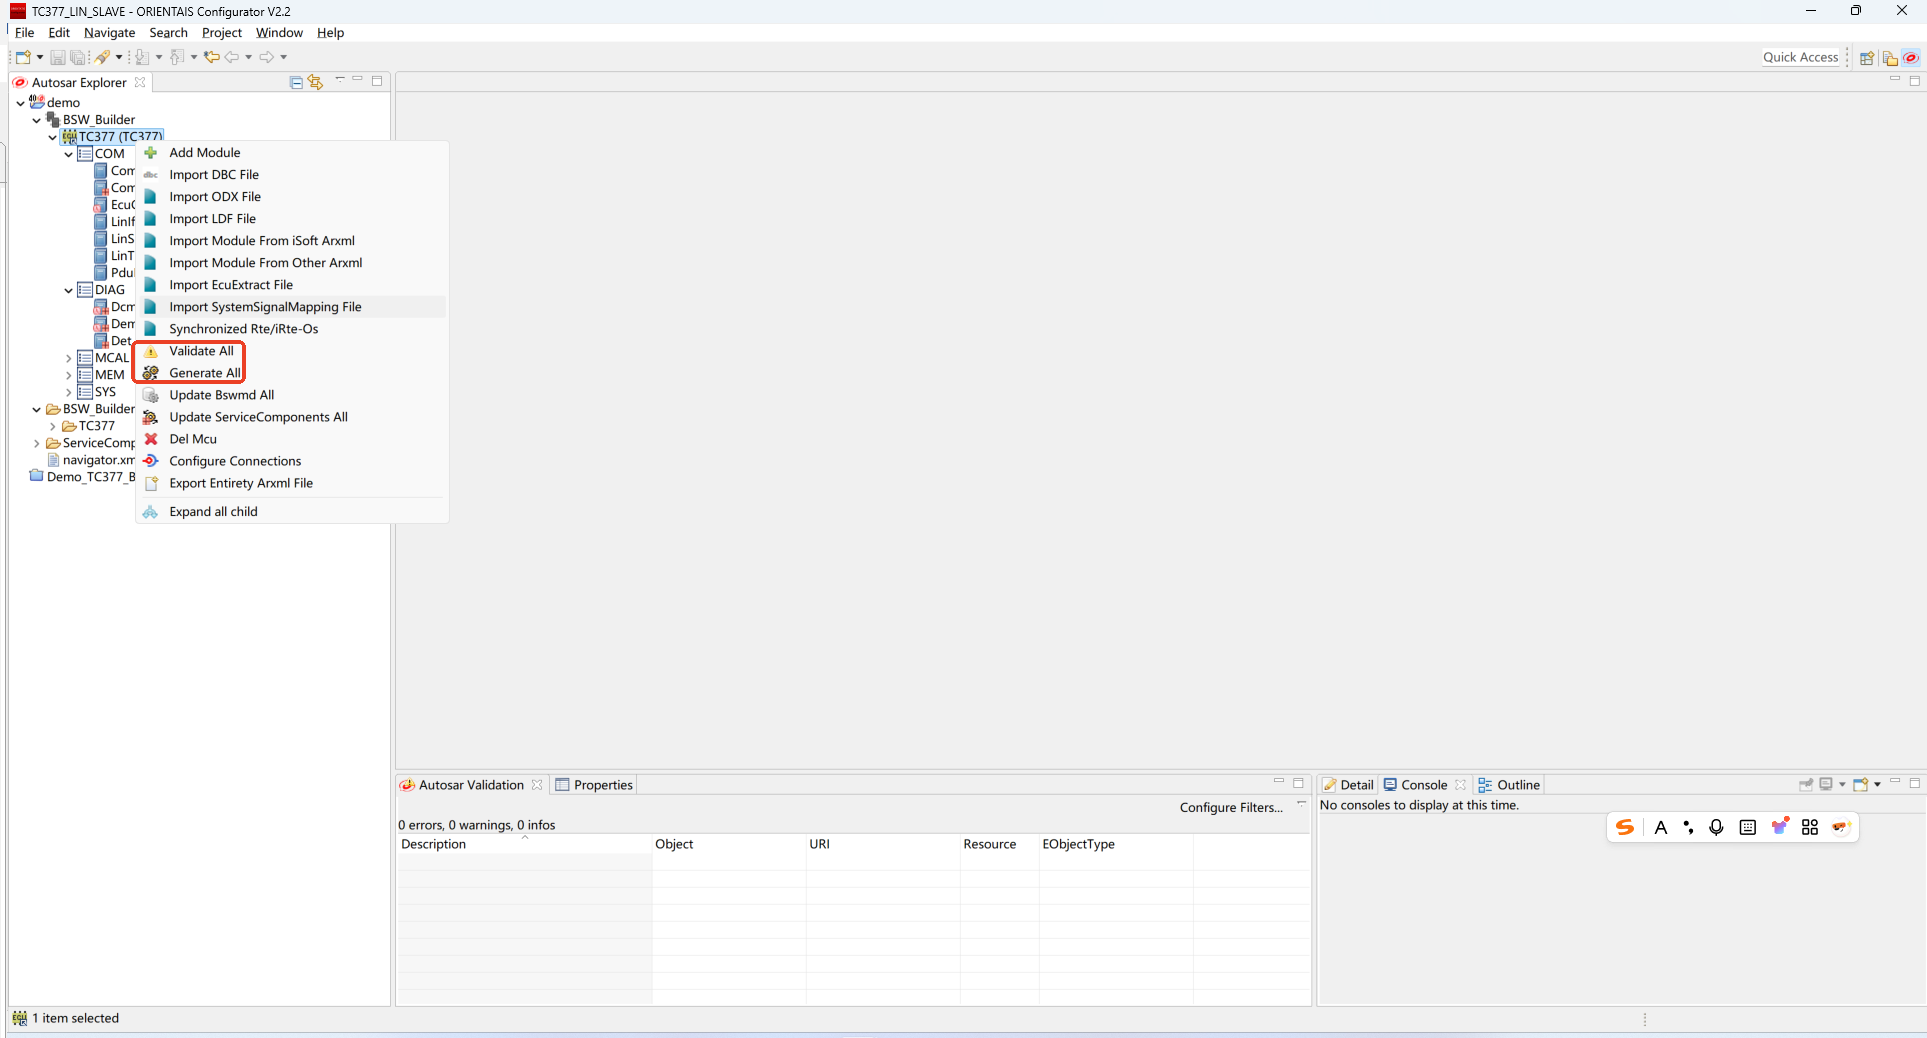 TC377_LIN_SLAVE - ORIENTAIS Configurator V2.2
File Edit Navigate Search Project Window Help
Quick Access
Autosar Explorer
demo
BSW_Builder
TC377 (TC377)
COM
Com
Com
EcuC
LinIf
LinS
LinT
Pdu
DIAG
Dcm
Dem
Det
MCAL
MEM
SYS
BSW_Builder
TC377
ServiceComp
navigator.xm
Demo_TC377_B
Add Module
Import DBC File
Import ODX File
Import LDF File
Import Module From iSoft Arxml
Import Module From Other Arxml
Import EcuExtract File
Import SystemSignalMapping File
Synchronized Rte/iRte-Os
Validate All
Generate All
Update Bswmd All
Update ServiceComponents All
Del Mcu
Configure Connections
Export Entirety Arxml File
Expand all child
Autosar Validation Properties
Configure Filters...
0 errors, 0 warnings, 0 infos
Description Object URI Resource EObjectType
Detail Console Outline
No consoles to display at this time.
A
1 item selected